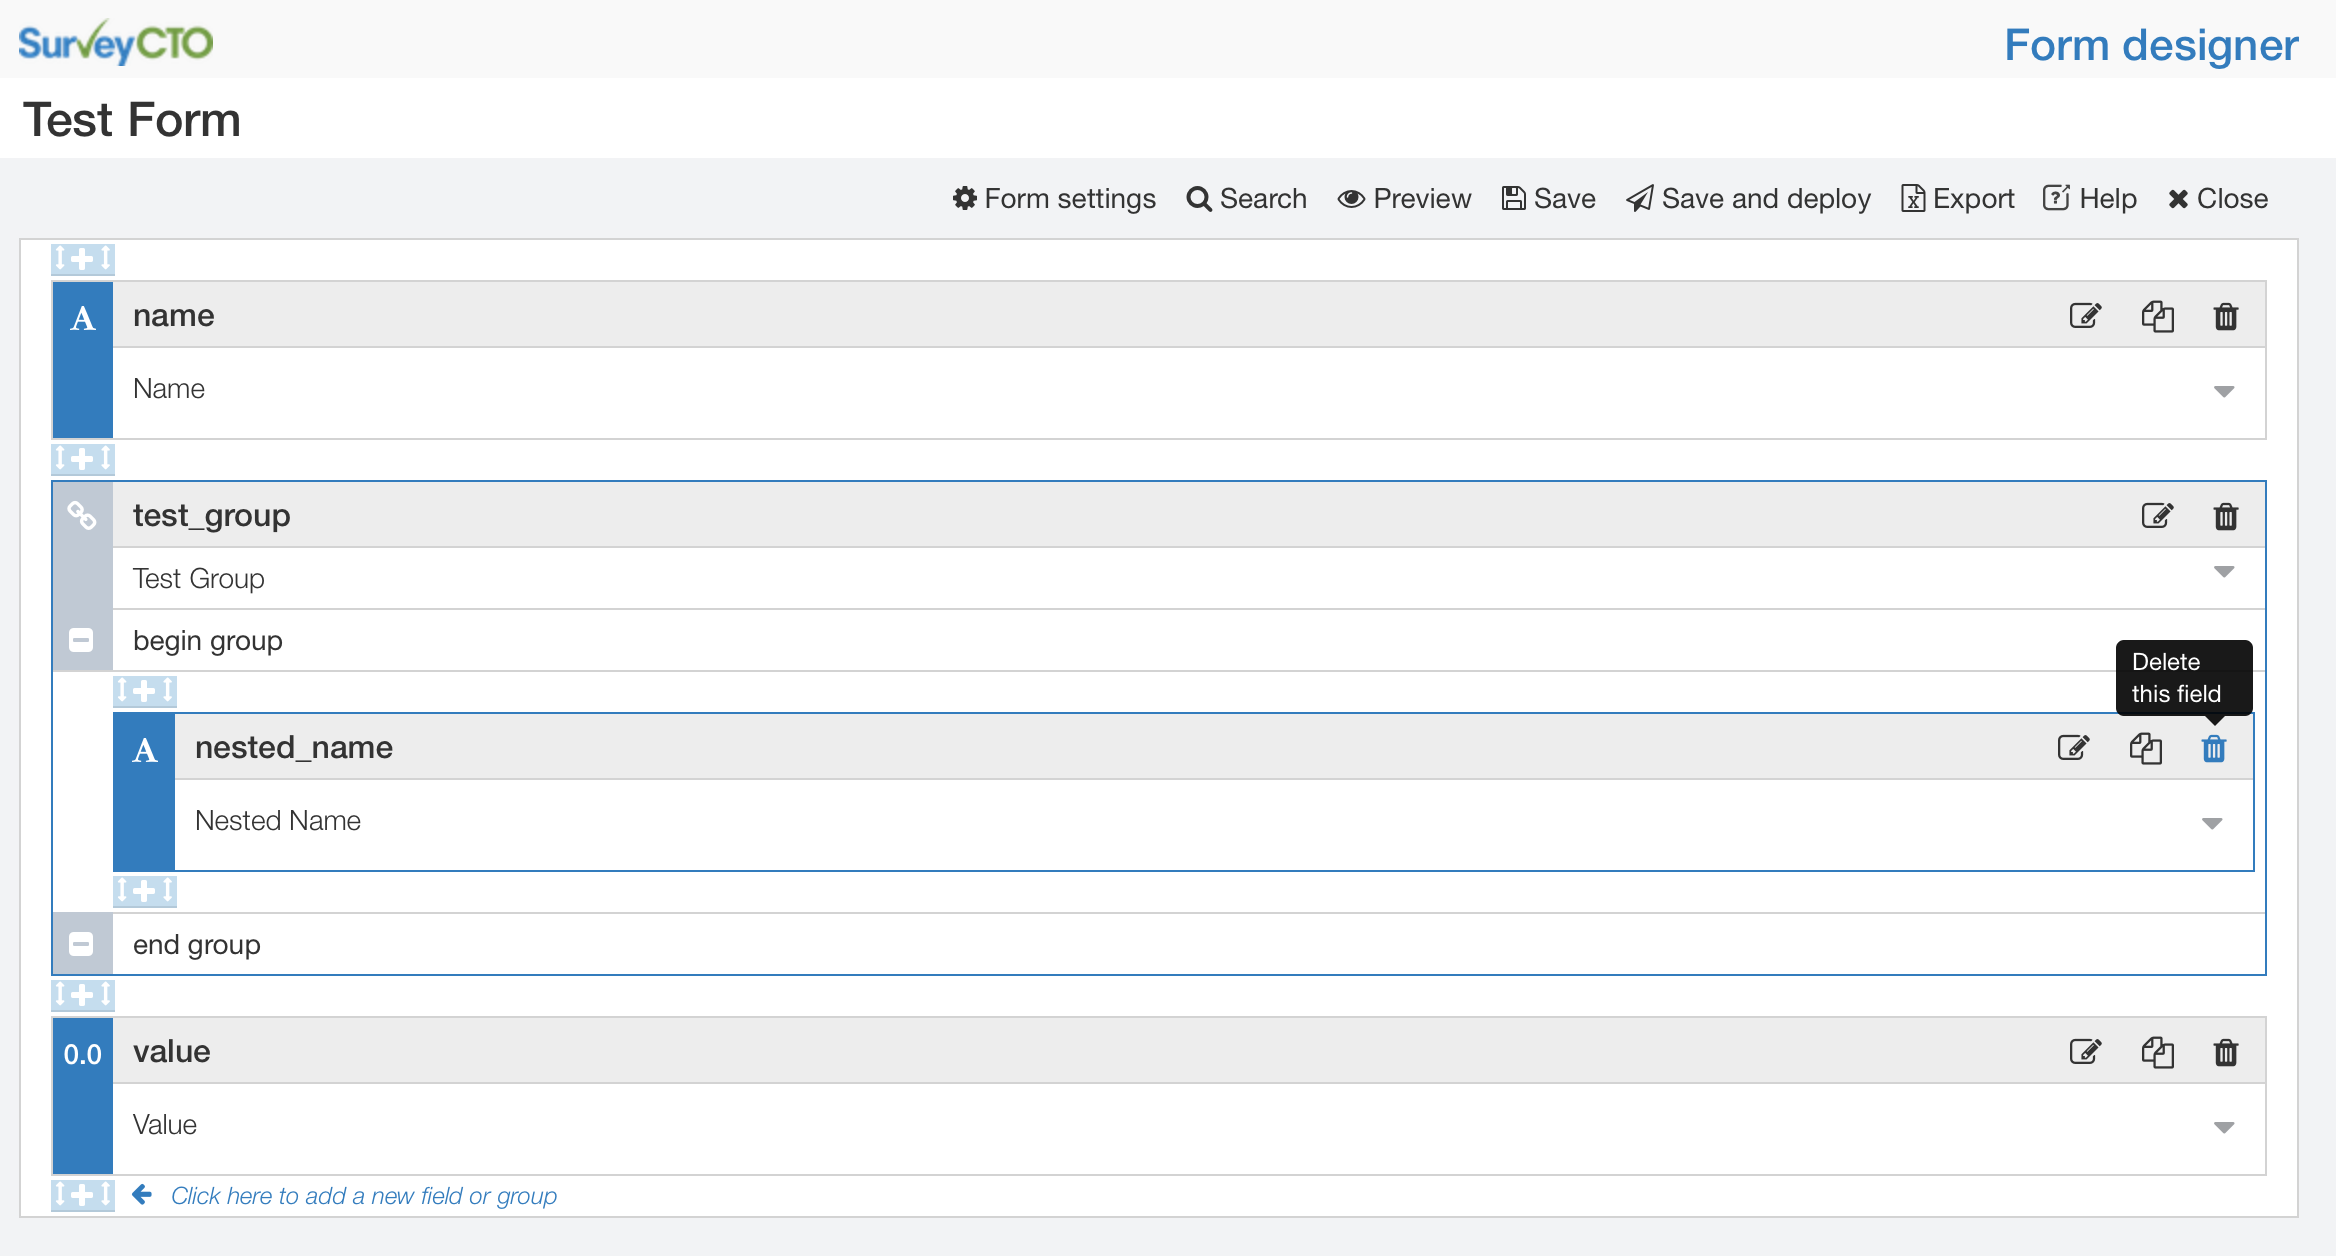 SurveyCTO
Form designer
Test Form
Form settings Search Preview Save Save and deploy Export Help Close
A name
Name
test_group
Test Group
begin group
Delete
this field
A nested_name
Nested Name
end group
0.0 value
Value
Click here to add a new field or group